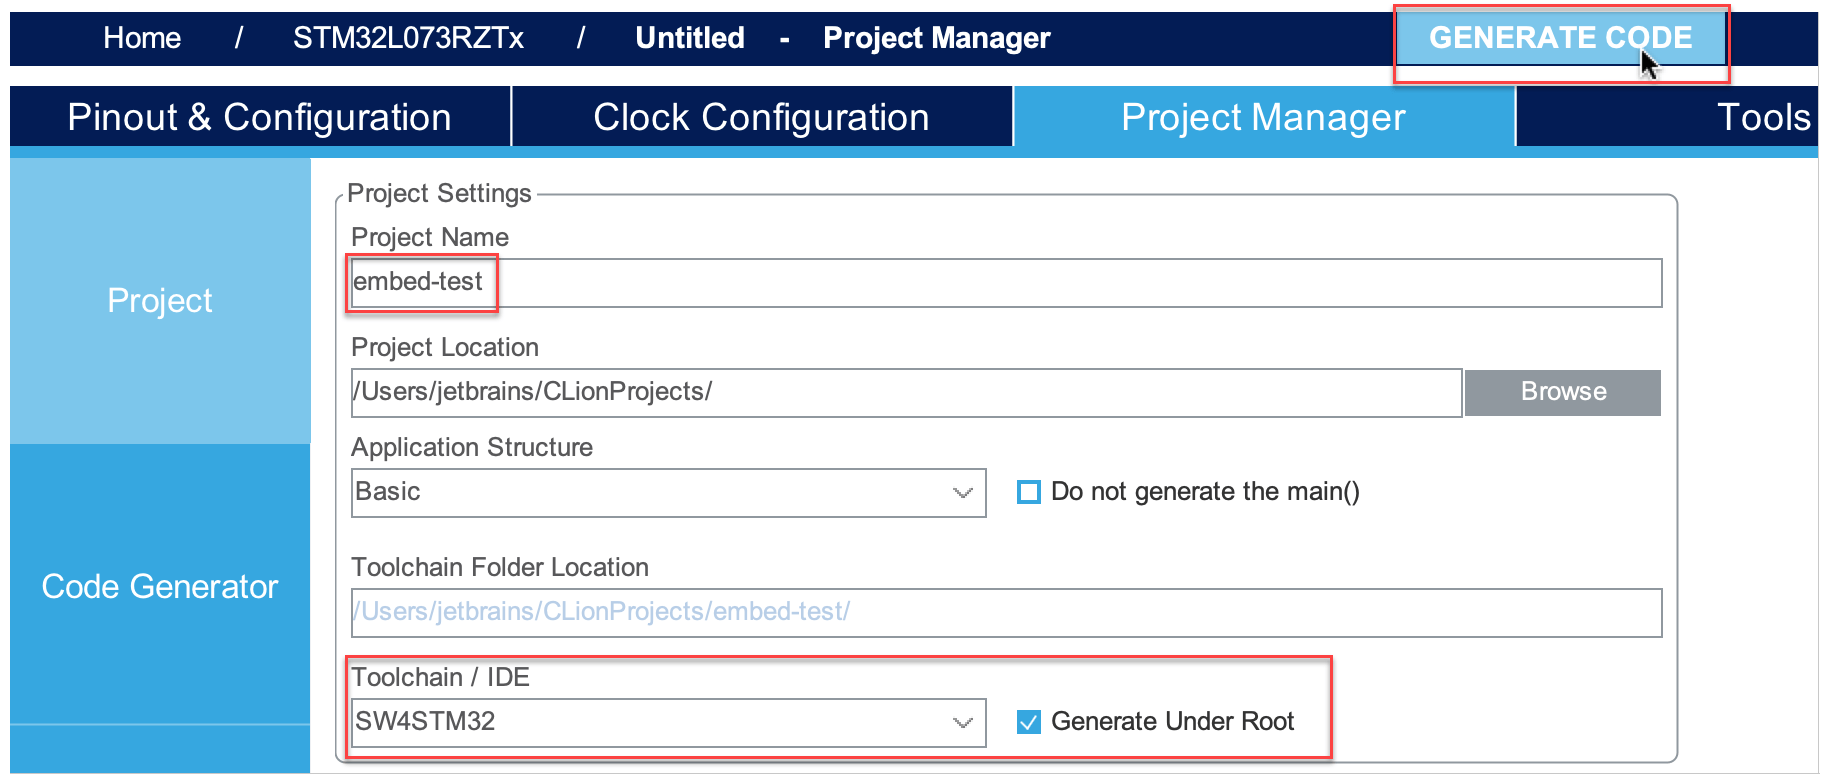 Home / STM32L073RZTx / Untitled - Project Manager GENERATE CODE
Pinout & Configuration Clock Configuration Project Manager Tools
Project Settings
Project Name
embed-test
Project
Project Location
/Users/jetbrains/CLionProjects/ Browse
Application Structure
Basic Do not generate the main()
Toolchain Folder Location
Code Generator
/Users/jetbrains/CLionProjects/embed-test/
Toolchain / IDE
SW4STM32 Generate Under Root